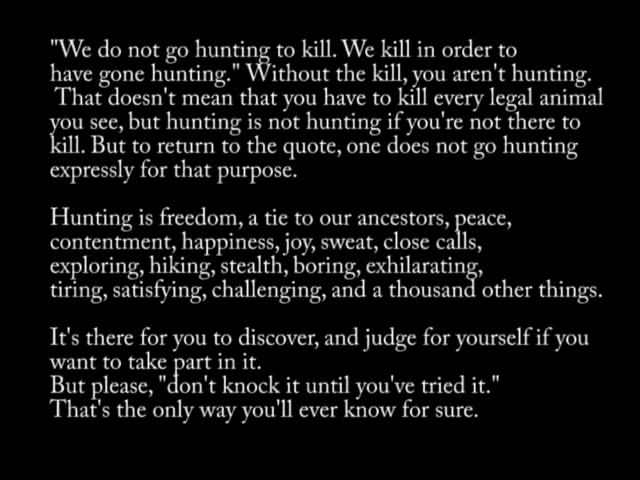 "We do not go hunting to kill. We kill in order to
have gone hunting." Without the kill, you aren't hunting.
That doesn't mean that you have to kill every legal animal
you see, but hunting is not hunting if you're not there to
kill. But to return to the quote, one does not go hunting
expressly for that purpose.
Hunting is freedom, a tie to our ancestors, peace,
contentment, happiness, joy, sweat, close calls,
exploring, hiking, stealth, boring, exhilarating,
tiring, satisfying, challenging, and a thousand other things.
It's there for you to discover, and judge for yourself if you
want to take part in it.
But please, "don't knock it until you've tried it."
That's the only way you'll ever know for sure.